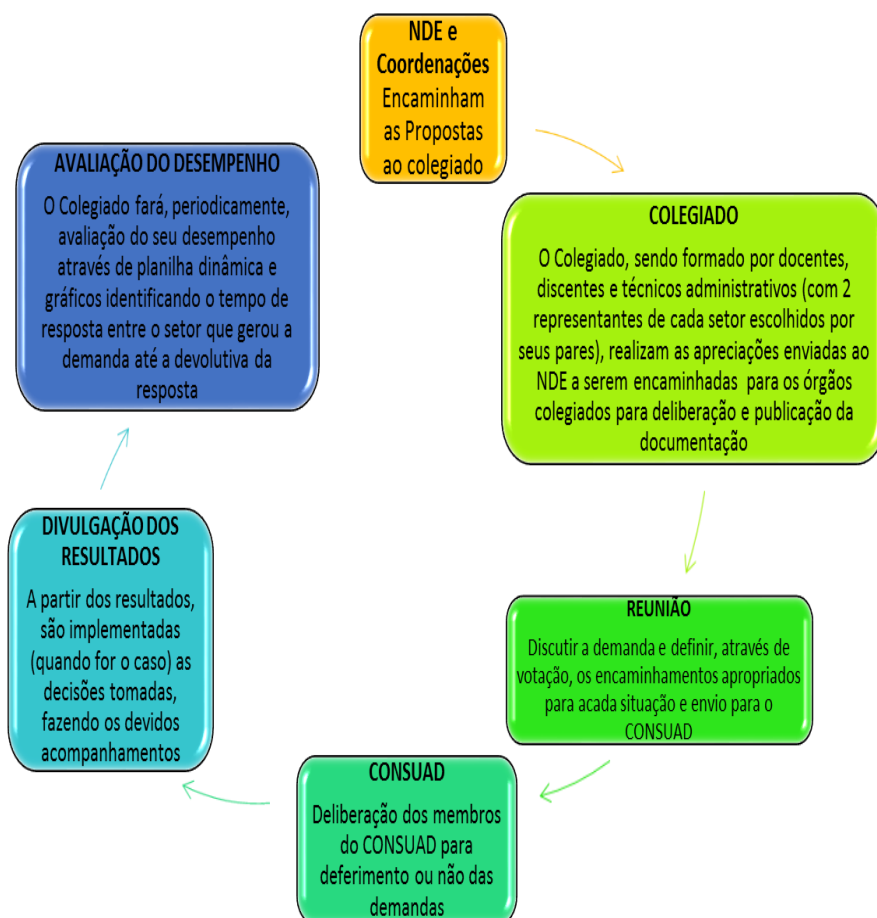 NDE e
Coordenações
Encaminham
as Propostas
ao colegiado
COLEGIADO
O Colegiado, sendo formado por docentes,
discentes e técnicos administrativos (com 2
representantes de cada setor escolhidos por
seus pares), realizam as apreciações enviadas ao
NDE a serem encaminhadas para os órgãos
colegiados para deliberação e publicação da
documentação
REUNIÃO
Discutir a demanda e definir, através de
votação, os encaminhamentos apropriados
para acada situação e envio para o
CONSUAD
CONSUAD
Deliberação dos membros
do CONSUAD para
deferimento ou não das
demandas
DIVULGAÇÃO DOS
RESULTADOS
A partir dos resultados,
são implementadas
(quando for o caso) as
decisões tomadas,
fazendo os devidos
acompanhamentos
AVALIAÇÃO DO DESEMPENHO
O Colegiado fará, periodicamente,
avaliação do seu desempenho
através de planilha dinâmica e
gráficos identificando o tempo de
resposta entre o setor que gerou a
demanda até a devolutiva da
resposta